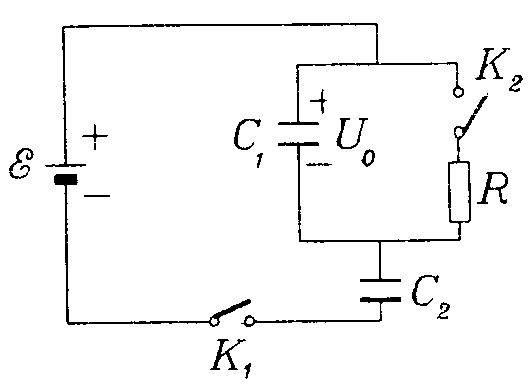 K₂
+
C₁ U₀
−
+
ℰ
−
R
C₂
K₁